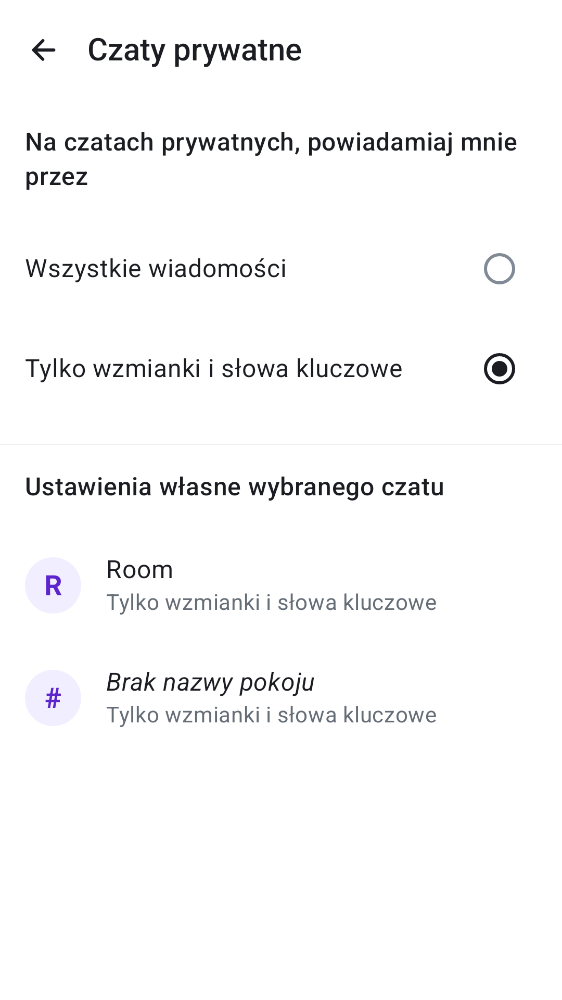 Czaty prywatne
Na czatach prywatnych, powiadamiaj mnie
przez
Wszystkie wiadomości
Tylko wzmianki i słowa kluczowe
Ustawienia własne wybranego czatu
R
Room
Tylko wzmianki i słowa kluczowe
#
Brak nazwy pokoju
Tylko wzmianki i słowa kluczowe